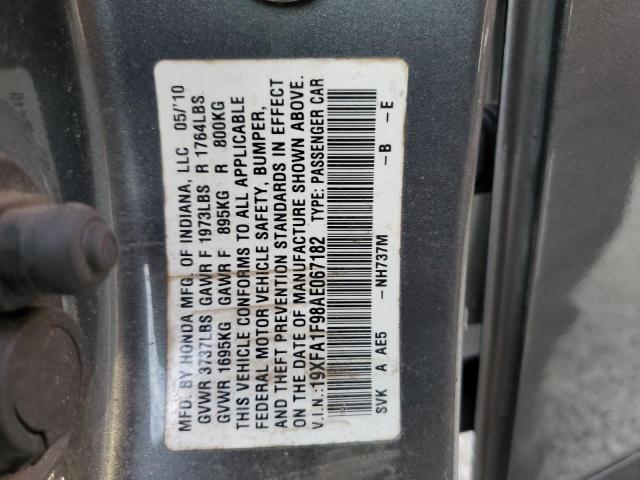 MFD. BY HONDA MFG. OF INDIANA, LLC 05/'10
GVWR 3737LBS GAWR F 1973LBS R 1764LBS
GVWR 1695KG GAWR F 895KG R 800KG
THIS VEHICLE CONFORMS TO ALL APPLICABLE
FEDERAL MOTOR VEHICLE SAFETY, BUMPER,
AND THEFT PREVENTION STANDARDS IN EFFECT
ON THE DATE OF MANUFACTURE SHOWN ABOVE.
V.I.N.:19XFA1F98AE067182 TYPE: PASSENGER CAR
SVK A AE5 -NH737M -B -E